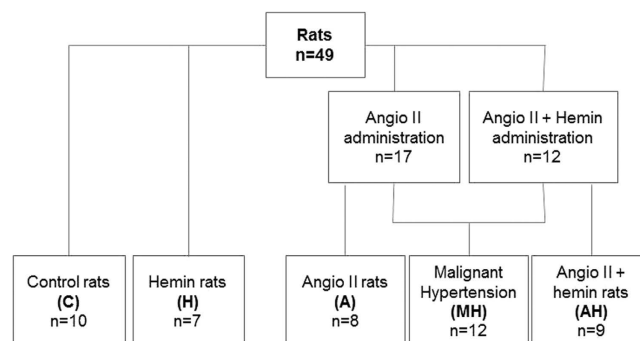 Rats
n=49
Angio II
administration
n=17
Angio II + Hemin
administration
n=12
Control rats
(C)
n=10
Hemin rats
(H)
n=7
Angio II rats
(A)
n=8
Malignant
Hypertension
(MH)
n=12
Angio II +
hemin rats
(AH)
n=9